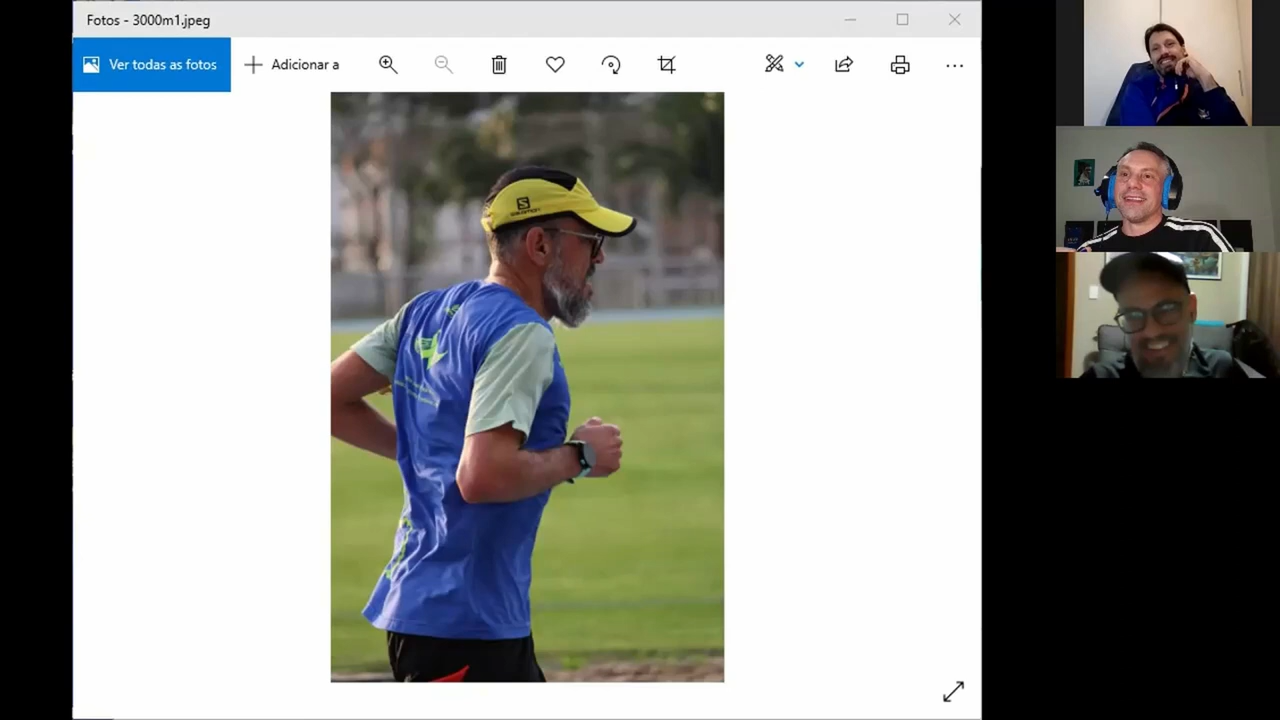 Fotos - 3000m1.jpeg
Ver todas as fotos
Adicionar a
S
SALOMON